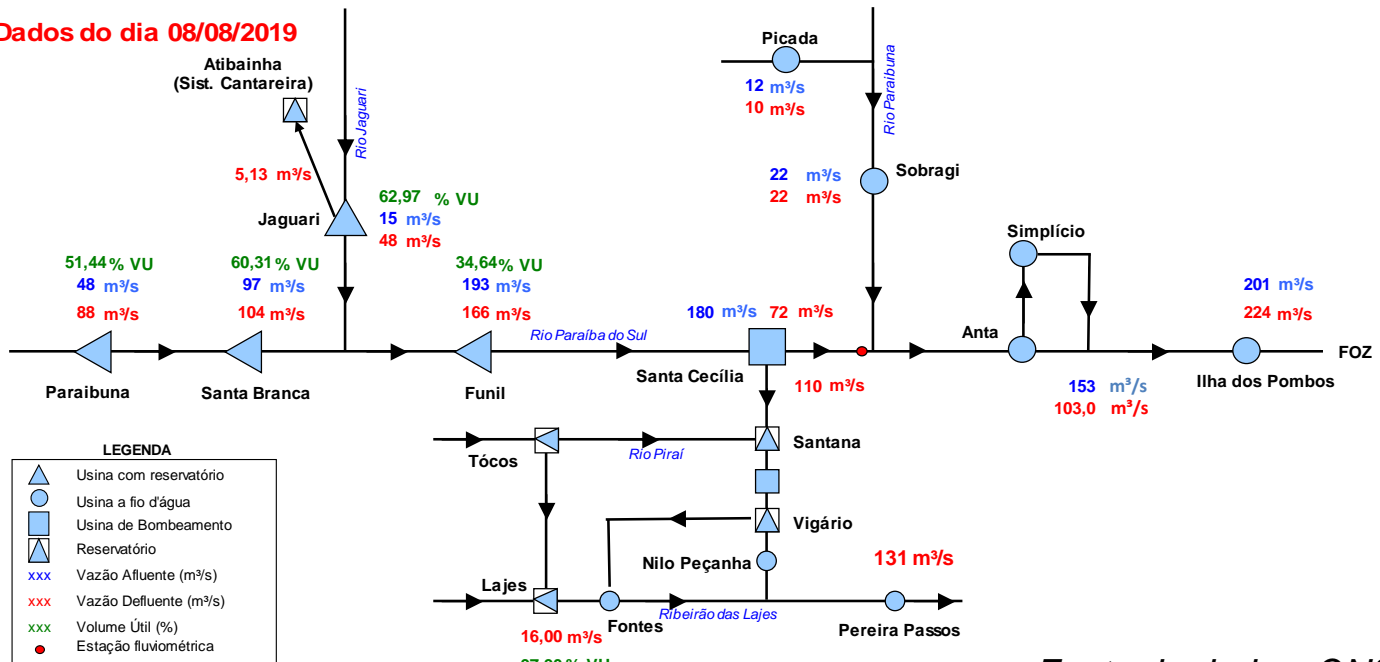 Dados do dia 08/08/2019
Atibainha
(Sist. Cantareira)
Rio Jaguari
5,13 m³/s
Jaguari
62,97 % VU
15 m³/s
48 m³/s
Picada
12 m³/s
10 m³/s
Rio Paraibuna
22 m³/s
22 m³/s
Sobragi
Simplício
51,44 % VU
48 m³/s
88 m³/s
Paraibuna
60,31 % VU
97 m³/s
104 m³/s
Santa Branca
34,64 % VU
193 m³/s
166 m³/s
Funil
Rio Paraíba do Sul
180 m³/s 72 m³/s
Santa Cecília
110 m³/s
Anta
153 m³/s
103,0 m³/s
201 m³/s
224 m³/s
Ilha dos Pombos
FOZ
Tócos
Rio Piraí
Santana
Vigário
Nilo Peçanha
131 m³/s
Lajes
Fontes
Ribeirão das Lajes
Pereira Passos
16,00 m³/s
LEGENDA
Usina com reservatório
Usina a fio d'água
Usina de Bombeamento
Reservatório
xxx Vazão Afluente (m³/s)
xxx Vazão Defluente (m³/s)
xxx Volume Útil (%)
Estação fluviométrica